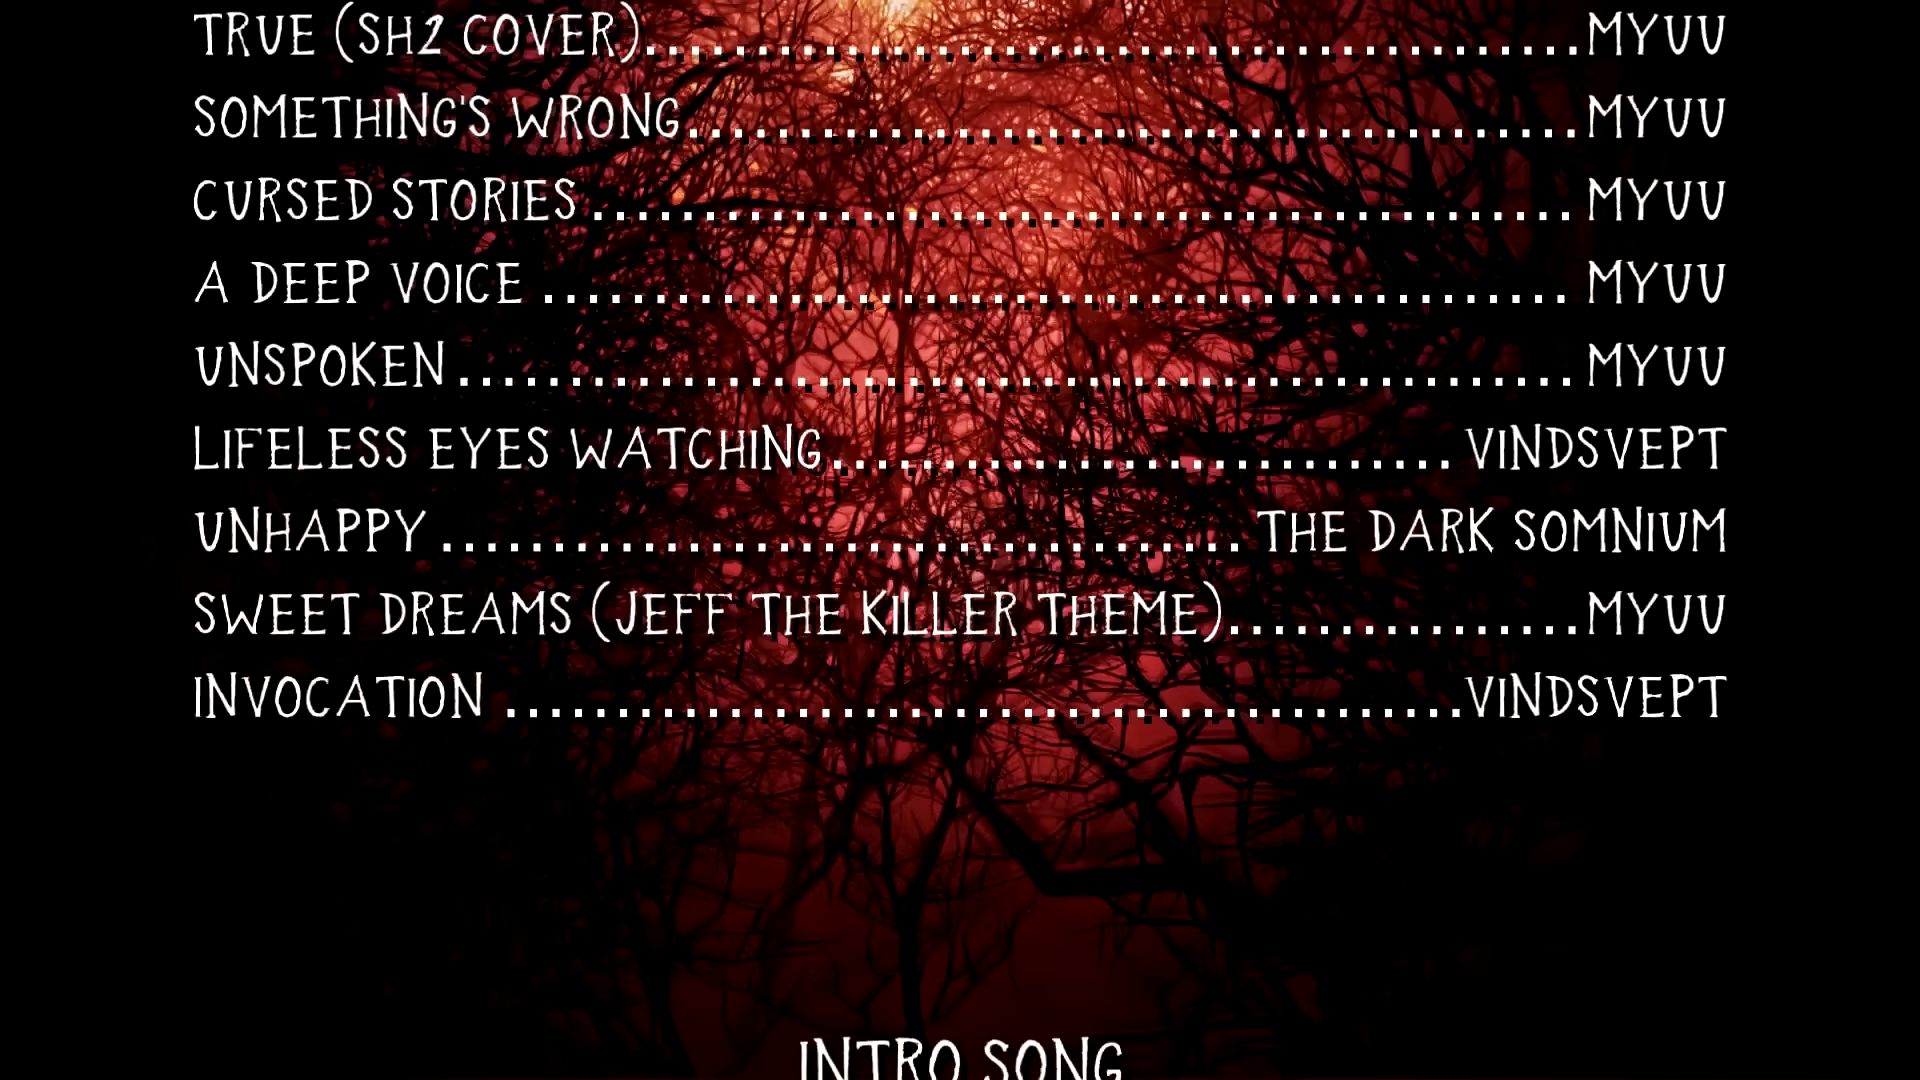 TRUE (SH2 COVER)..........................................MYUU
SOMETHING'S WRONG........................................MYUU
CURSED STORIES............................................MYUU
A DEEP VOICE ..............................................MYUU
UNSPOKEN ..................................................MYUU
LIFELESS EYES WATCHING............................VINDSVEPT
UNHAPPY ....................................THE DARK SOMNIUM
SWEET DREAMS (JEFF THE KILLER THEME)................MYUU
INVOCATION ...........................................VINDSVEPT
INTRO SONG